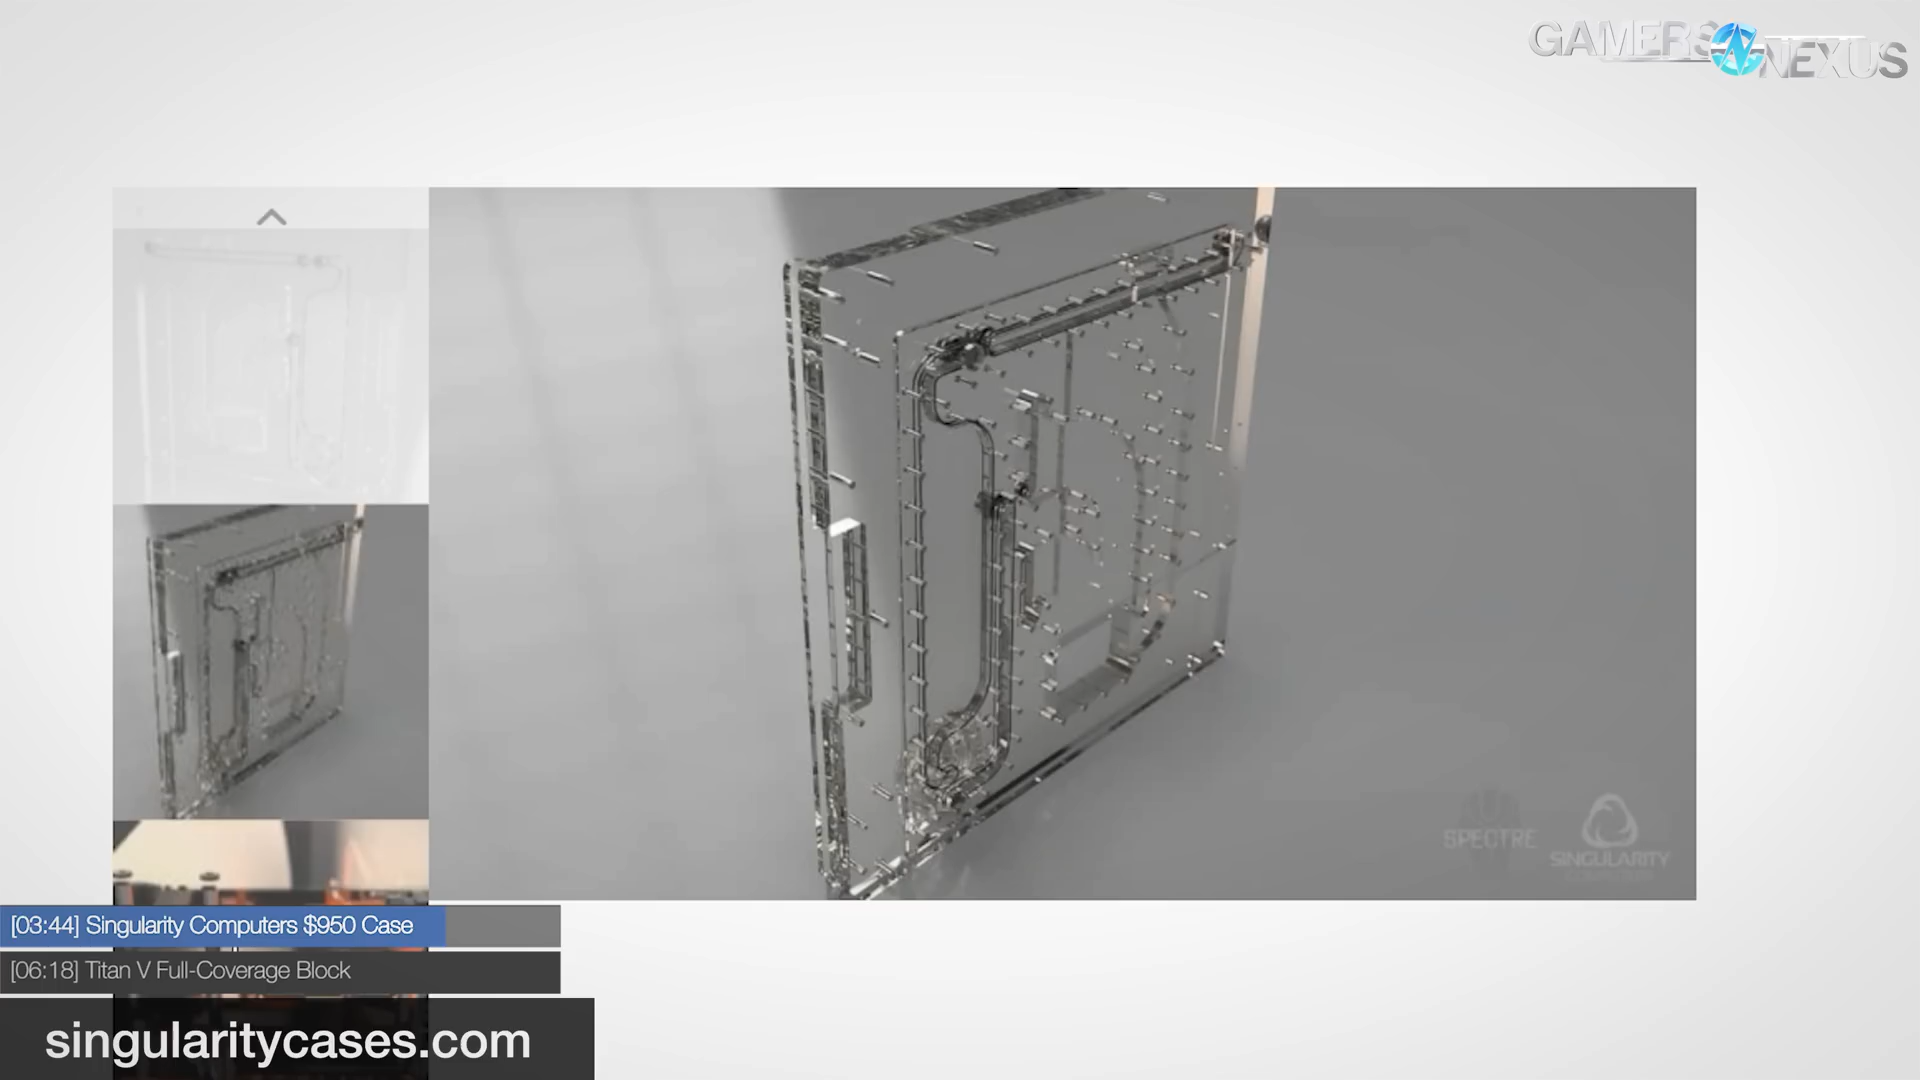 GAMERS NEXUS
SPECTRE
SINGULARITY
[03:44] Singularity Computers $950 Case
[06:18] Titan V Full-Coverage Block
singularitycases.com